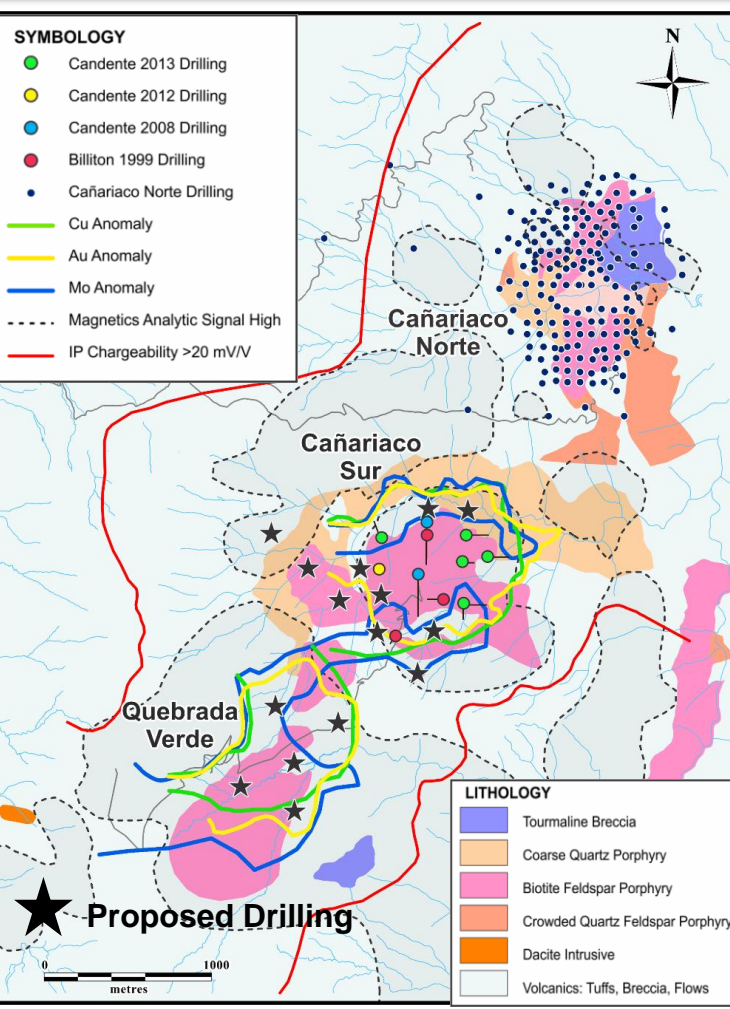 SYMBOLOGY
Candente 2013 Drilling
Candente 2012 Drilling
Candente 2008 Drilling
Billiton 1999 Drilling
Cañariaco Norte Drilling
Cu Anomaly
Au Anomaly
Mo Anomaly
Magnetics Analytic Signal High
IP Chargeability >20 mV/V
N
Cañariaco
Norte
Cañariaco
Sur
Quebrada
Verde
LITHOLOGY
Tourmaline Breccia
Coarse Quartz Porphyry
Biotite Feldspar Porphyry
Crowded Quartz Feldspar Porphyry
Dacite Intrusive
Volcanics: Tuffs, Breccia, Flows
Proposed Drilling
0 1000
metres